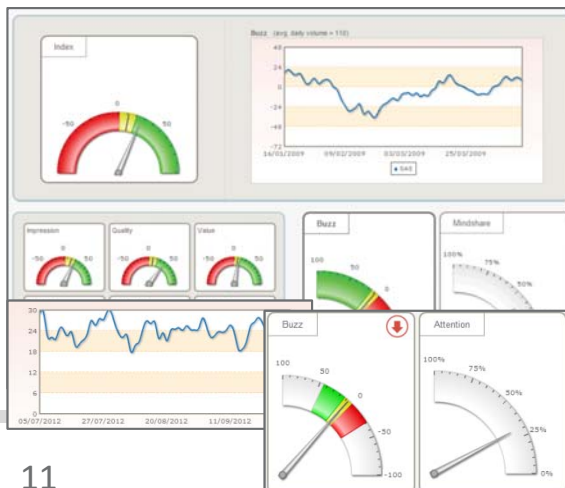 Index
-50
0
50
Buzz (avg. daily volume = 110)
48
24
0
-24
-48
-72
16/01/2009 09/02/2009 03/03/2009 25/03/2009
Impression
-50 0 50
Quality
-50 0 50
Value
-50 0 50
Buzz
100 50 0
Mindshare
100% 75% 50%
30
24
18
12
6
0
05/07/2012 27/07/2012 20/08/2012 11/09/2012
Buzz
100
50
0
-50
-100
Attention
100%
75%
50%
25%
0%
11